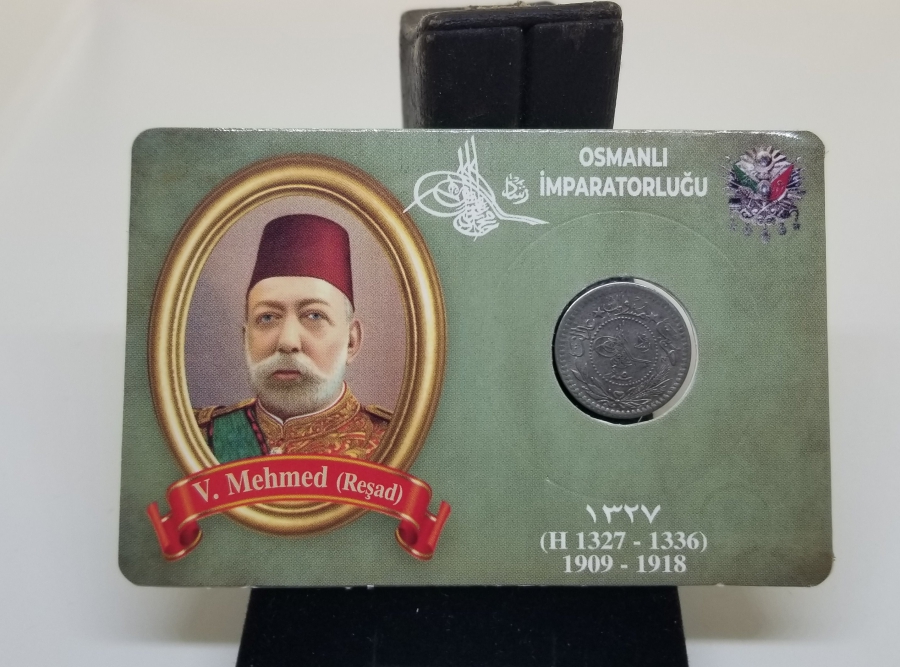 OSMANLI
İMPARATORLUĞU
V. Mehmed (Reşad)
١٣٢٧
(H 1327 - 1336)
1909 - 1918